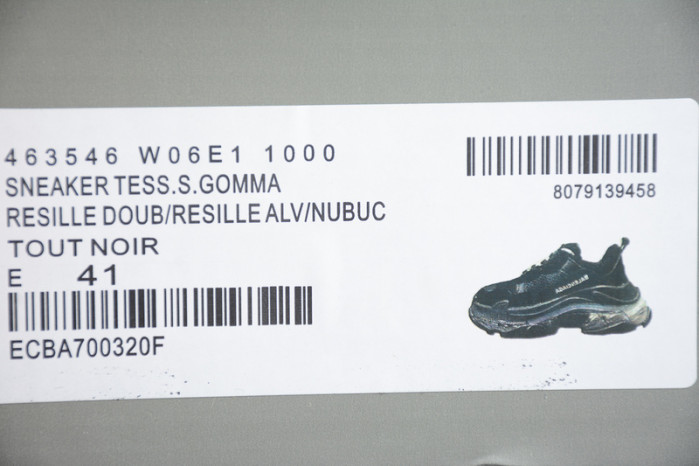 463546 W06E1 1000
SNEAKER TESS.S.GOMMA
RESILLE DOUB/RESILLE ALV/NUBUC
TOUT NOIR
E 41
ECBA700320F
8079139458